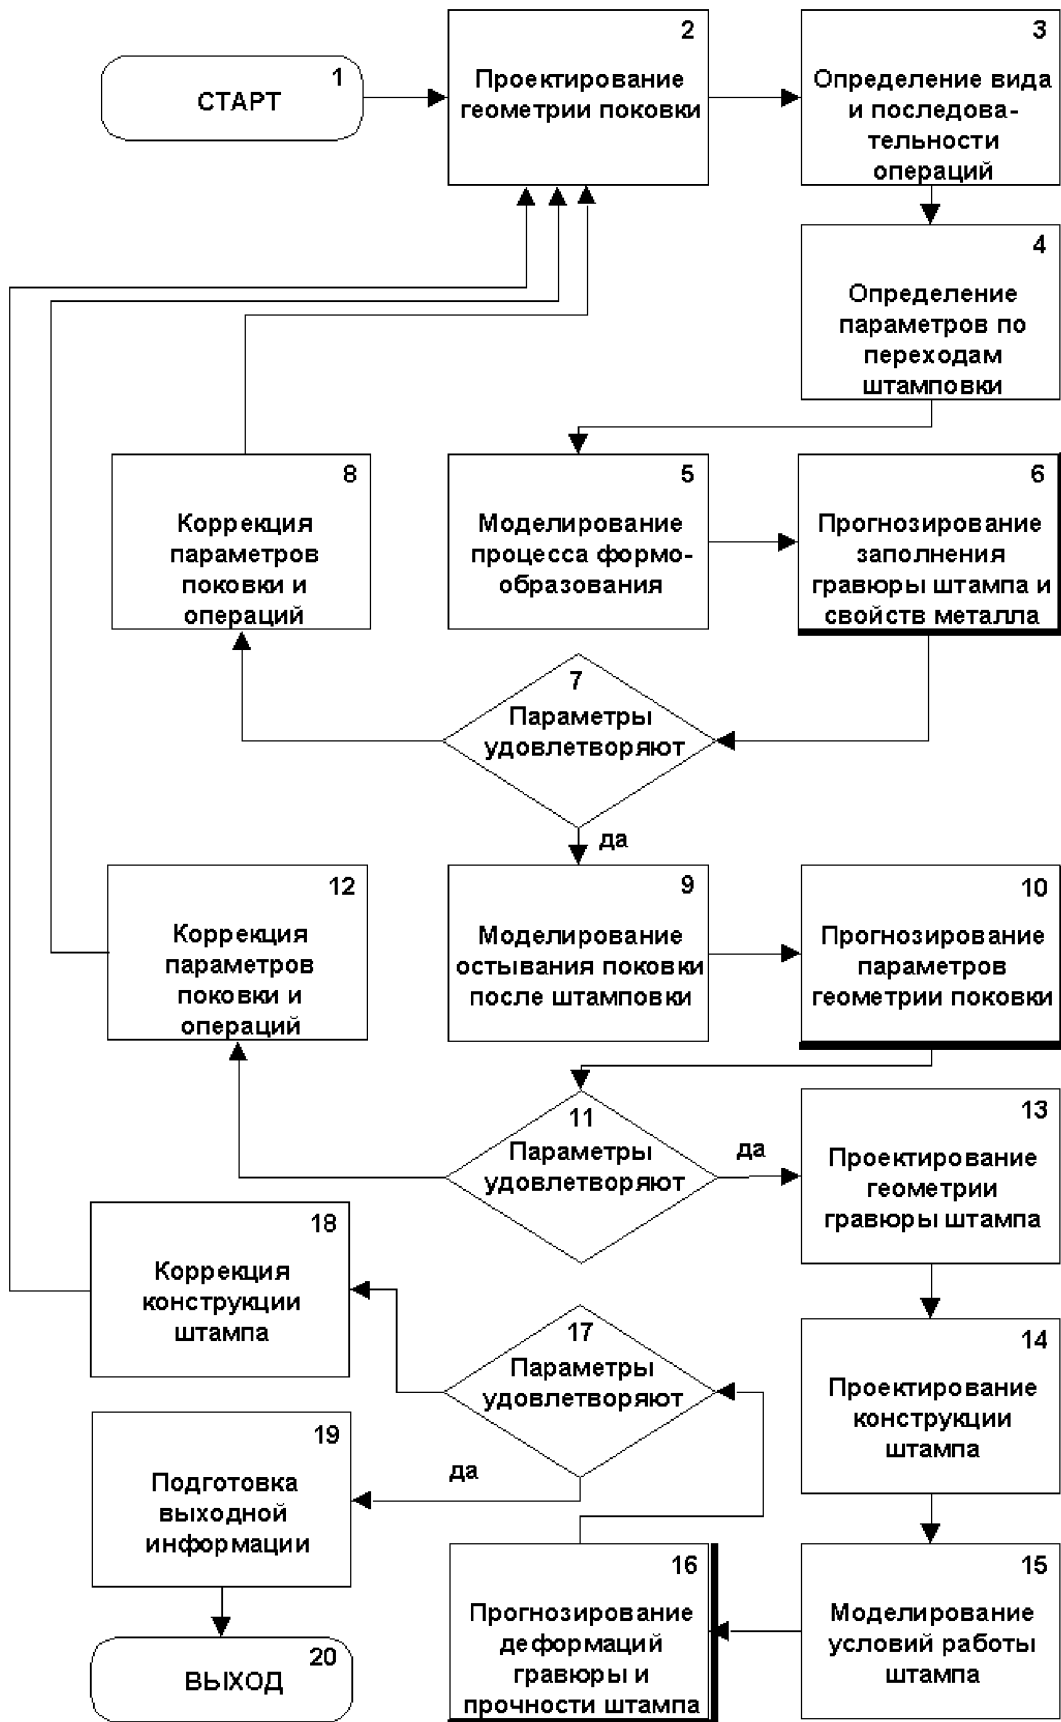 1
СТАРТ
2
Проектирование
геометрии поковки
3
Определение вида
и последова-
тельности
операций
4
Определение
параметров по
переходам
штамповки
5
Моделирование
процесса формо-
образования
6
Прогнозирование
заполнения
гравюры штампа и
свойств металла
7
Параметры
удовлетворяют
да
8
Коррекция
параметров
поковки и
операций
9
Моделирование
остывания поковки
после штамповки
10
Прогнозирование
параметров
геометрии поковки
11
Параметры
удовлетворяют
да
12
Коррекция
параметров
поковки и
операций
13
Проектирование
геометрии
гравюры штампа
14
Проектирование
конструкции
штампа
15
Моделирование
условий работы
штампа
16
Прогнозирование
деформаций
гравюры и
прочности штампа
17
Параметры
удовлетворяют
да
18
Коррекция
конструкции
штампа
19
Подготовка
выходной
информации
20
ВЫХОД